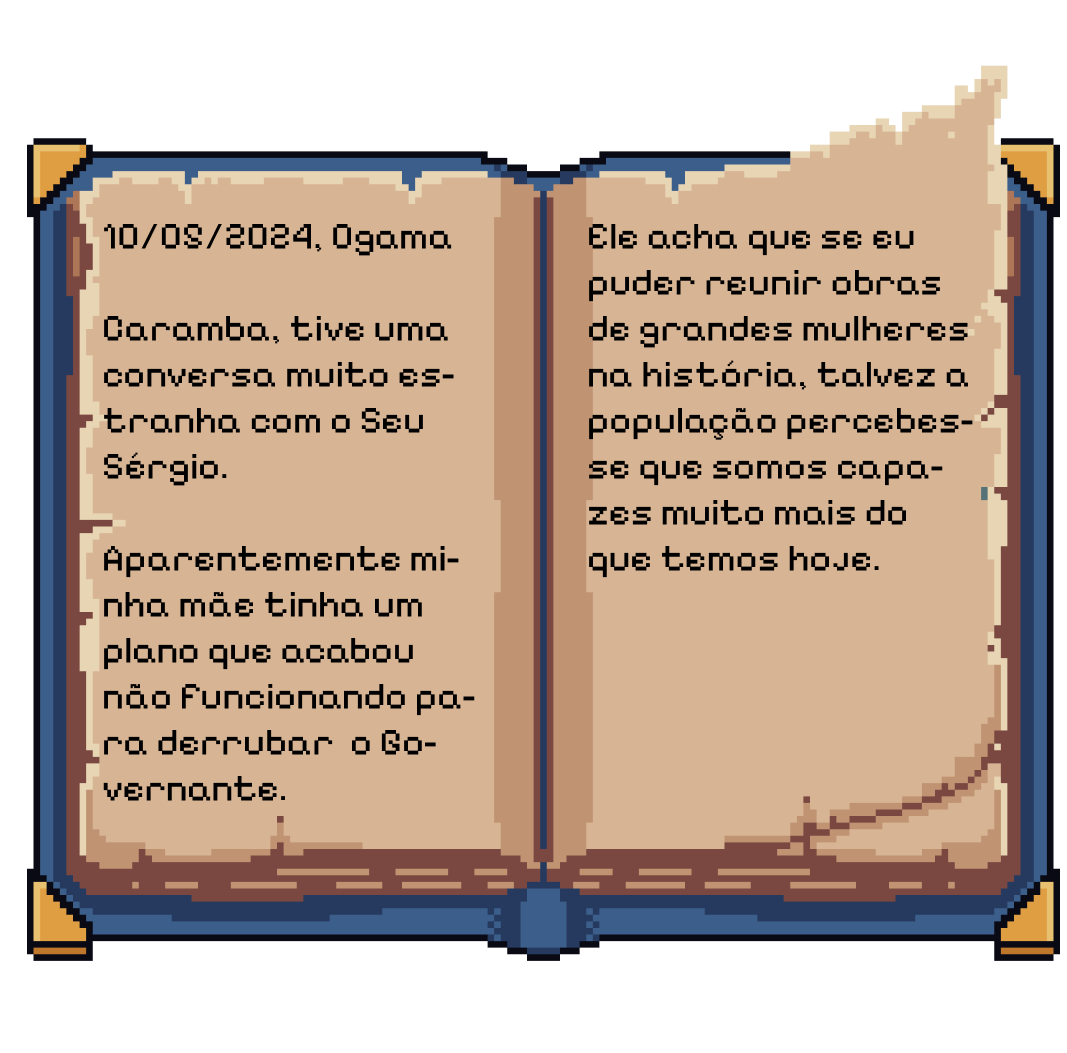 10/08/2024, Ogama
Caramba, tive uma
conversa muito es-
tranha com o Seu
Sérgio.
Aparentemente mi-
nha mãe tinha um
plano que acabou
não funcionando pa-
ra derrubar  o Go-
vernante.
Ele acha que se eu
puder reunir obras
de grandes mulheres
na história, talvez a
população percebes-
se que somos capa-
zes muito mais do
que temos hoje.